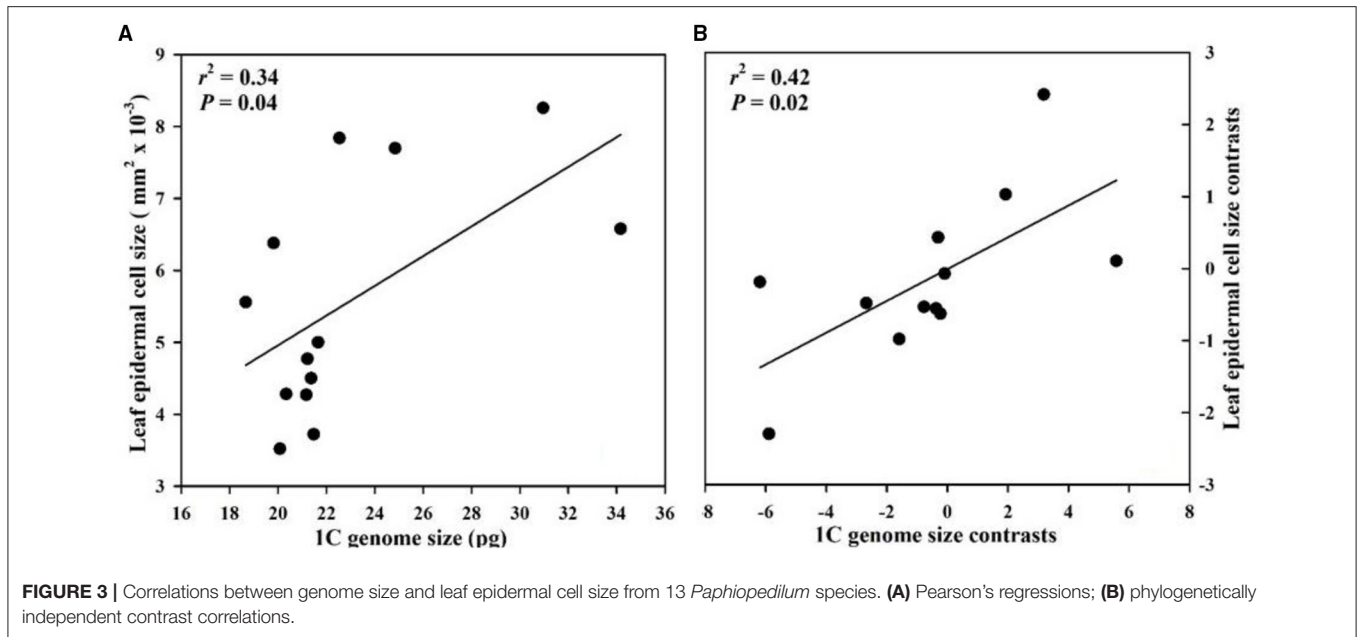 A
r² = 0.34
P = 0.04
Leaf epidermal cell size ( mm² x 10⁻³)
9
8
7
6
5
4
3
16 18 20 22 24 26 28 30 32 34 36
1C genome size (pg)
B
r² = 0.42
P = 0.02
3
2
1
0
-1
-2
-3
Leaf epidermal cell size contrasts
8 -6 -4 -2 0 2 4 6 8
1C genome size contrasts
FIGURE 3 | Correlations between genome size and leaf epidermal cell size from 13 Paphiopedilum species. (A) Pearson's regressions; (B) phylogenetically
independent contrast correlations.